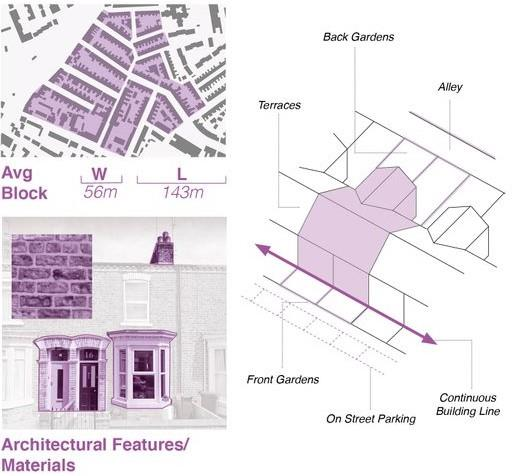 Avg
Block
W
56m
L
143m
16
Architectural Features/
Materials
Back Gardens
Alley
Terraces
Front Gardens
On Street Parking
Continuous
Building Line